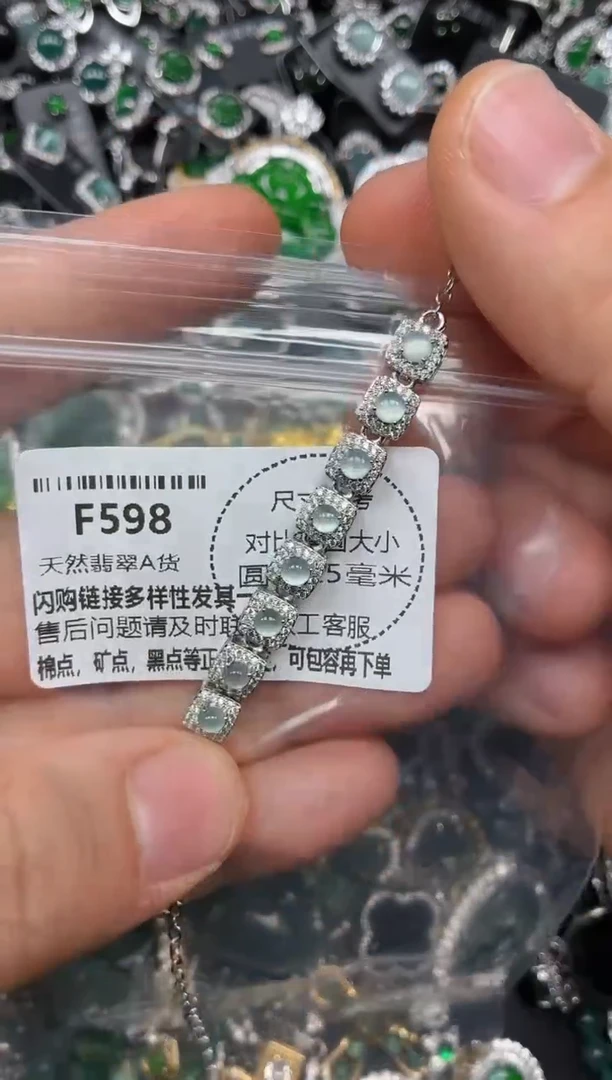 F598
天然翡翠A货
尺 考
对比 圆大小
圆 5毫米
闪购链接多样性发其一
售后问题请及时联 工客服
棉点，矿点，黑点等正 可包容再下单